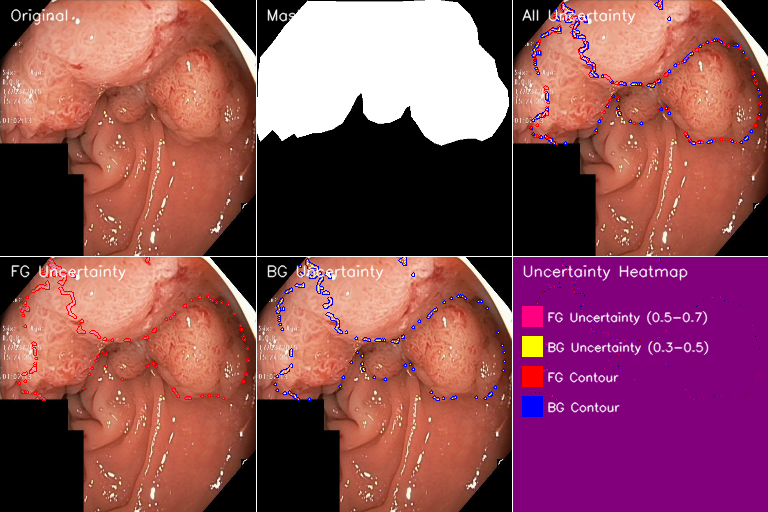 Original
Mas
All Uncertainty
FG Uncertainty
BG Uncertainty
Uncertainty Heatmap
FG Uncertainty (0.5-0.7)
BG Uncertainty (0.3-0.5)
FG Contour
BG Contour